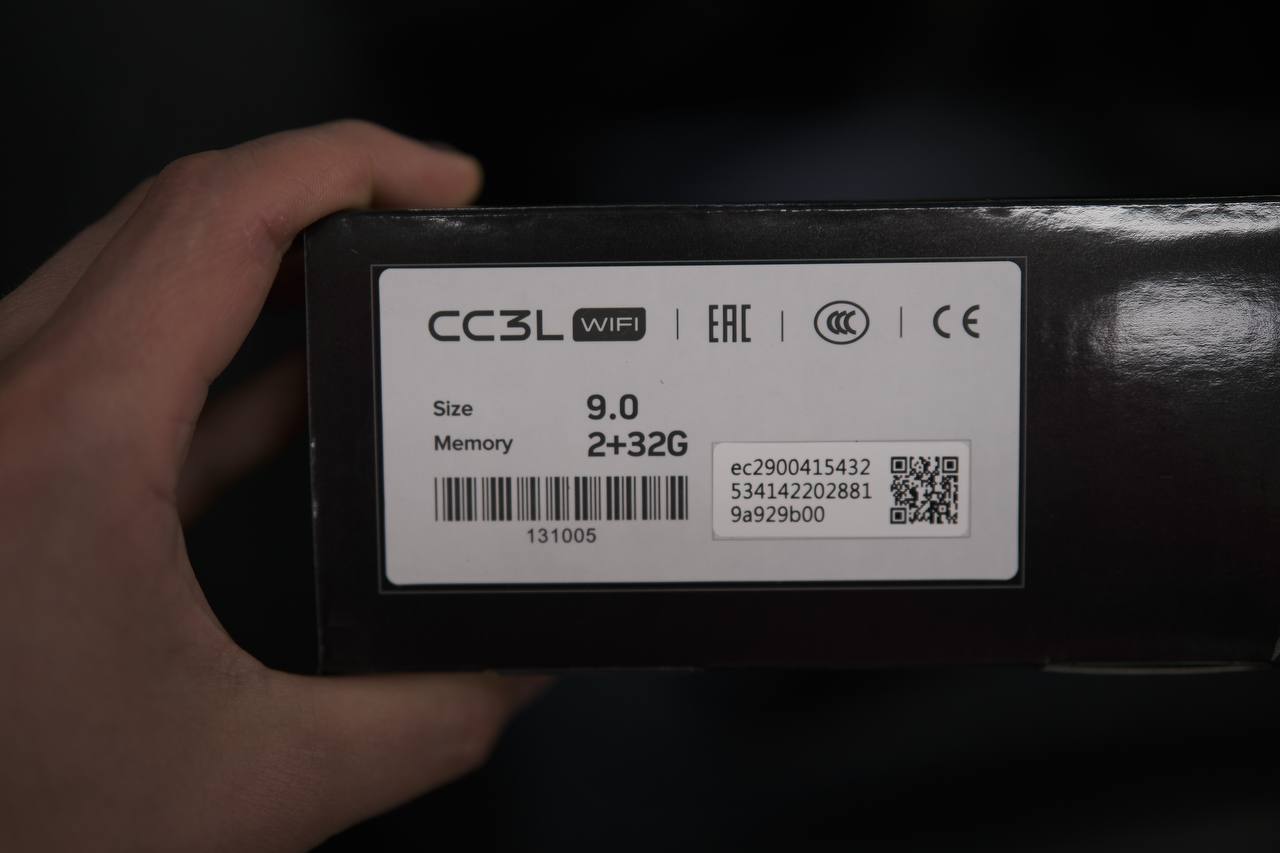 CC3L WIFI | EAC | CCC | CE
Size 9.0
Memory 2+32G
131005
ec2900415432
534142202881
9a929b00